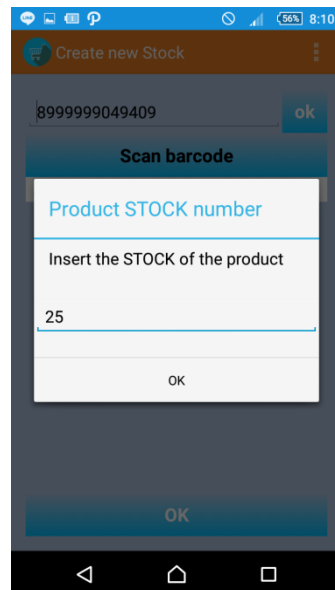 56% 8:10
Create new Stock
8999999049409 ok
Scan barcode
Product STOCK number
Insert the STOCK of the product
25
OK
OK